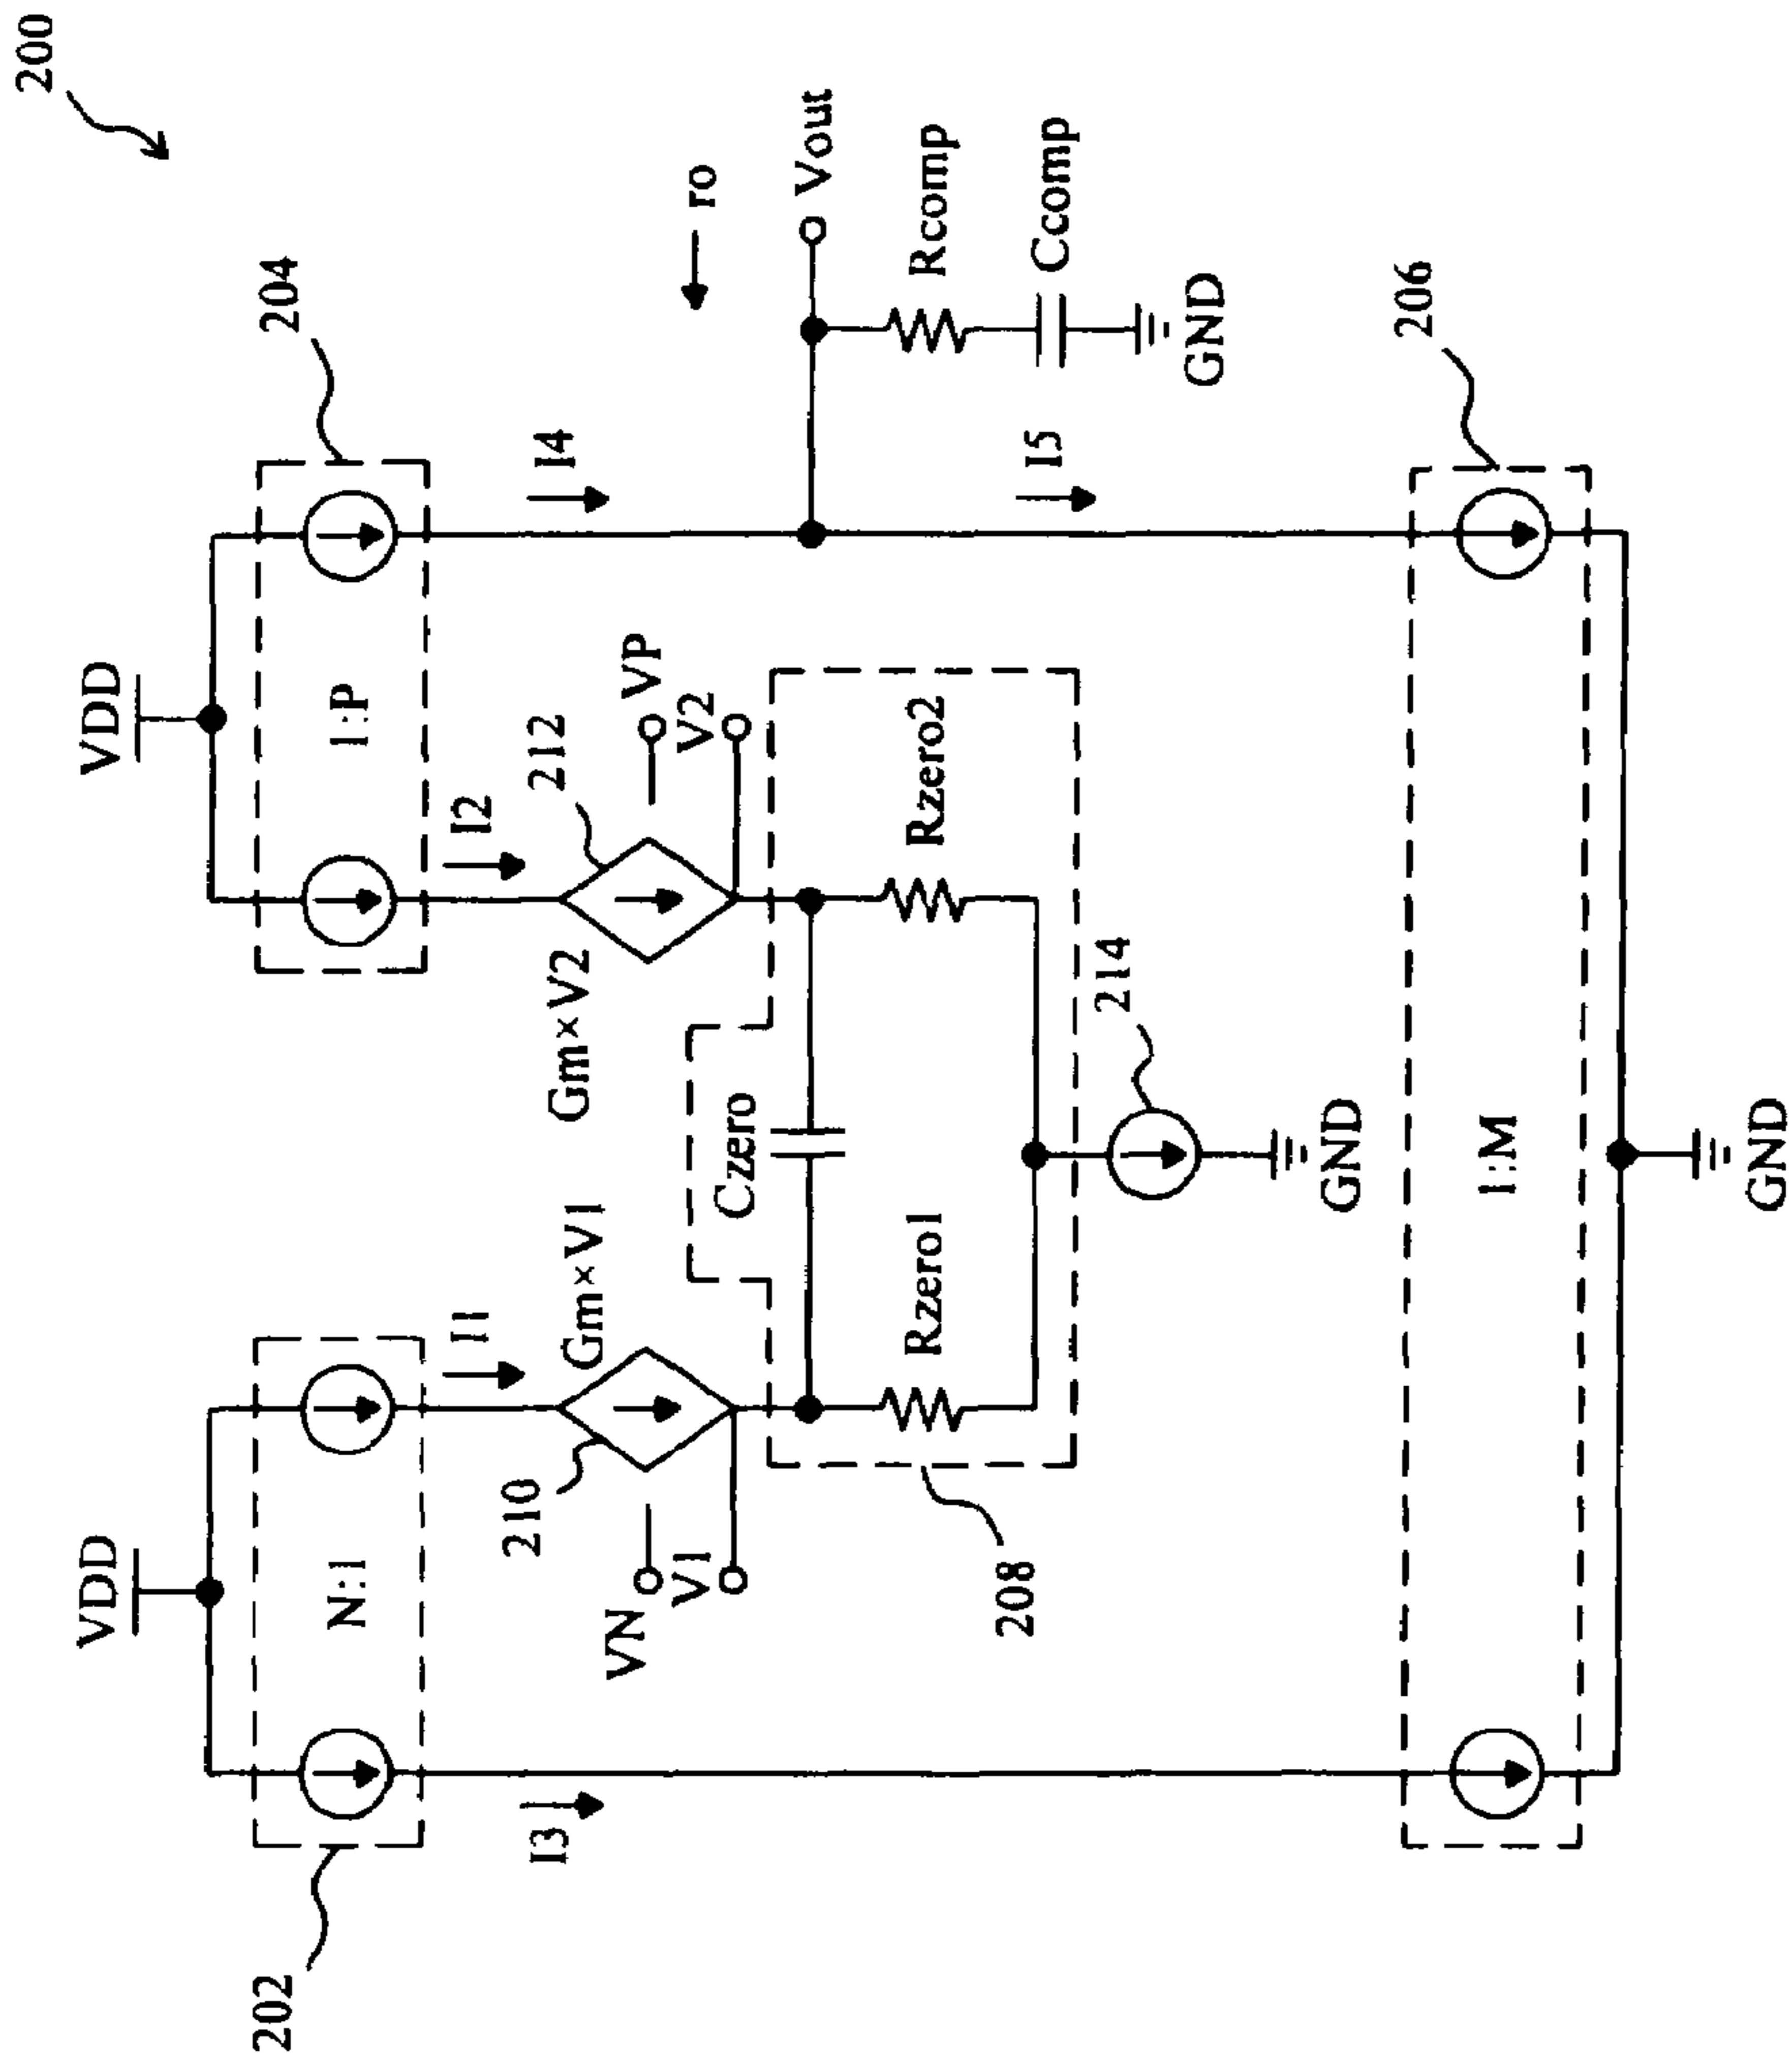 200
VDD
VDD
202
N:1
1:P
204
I1
I2
I3
I4
Gm×V1
Gm×V2
210
212
VN
V1
VP
V2
ro
Vout
Czero
Rzero1
Rzero2
Rcomp
Ccomp
GND
208
214
I5
GND
206
1:M
GND